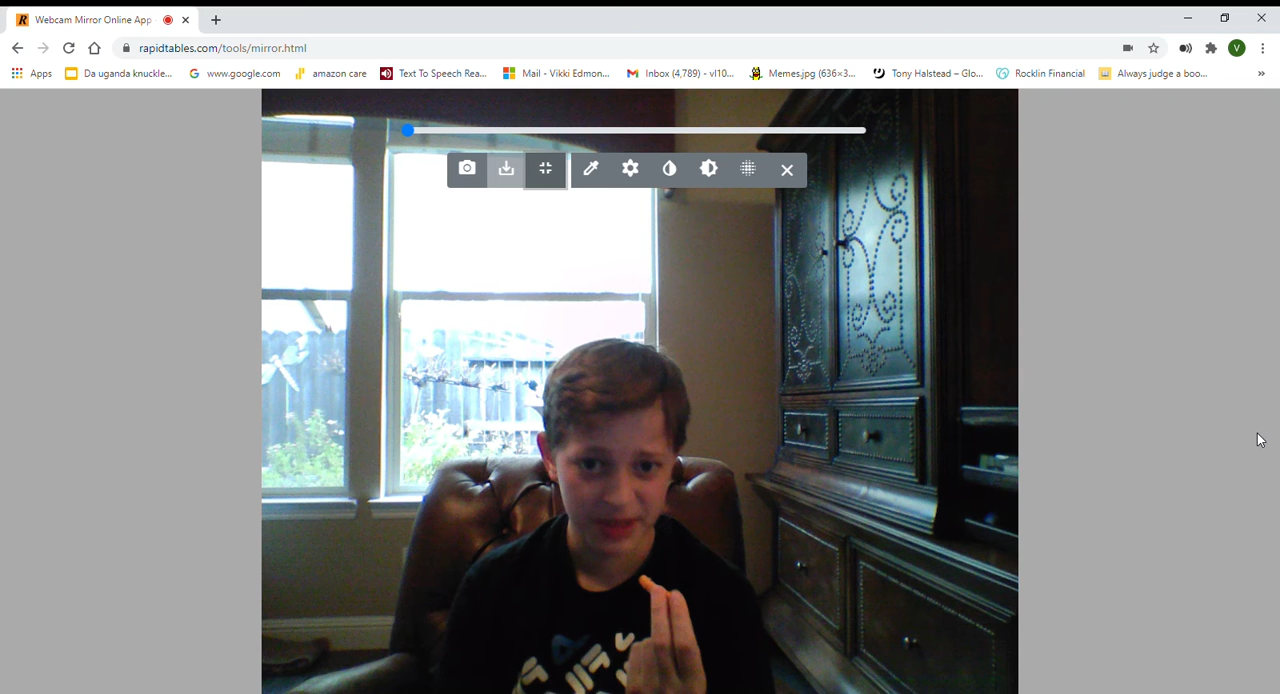 Webcam Mirror Online App
rapidtables.com/tools/mirror.html
V
Apps
Da uganda knuckle...
www.google.com
amazon care
Text To Speech Rea...
Mail - Vikki Edmon...
Inbox (4,789) - vl10...
Memes.jpg (636×3...
Tony Halstead – Glo...
Rocklin Financial
Always judge a boo...
»